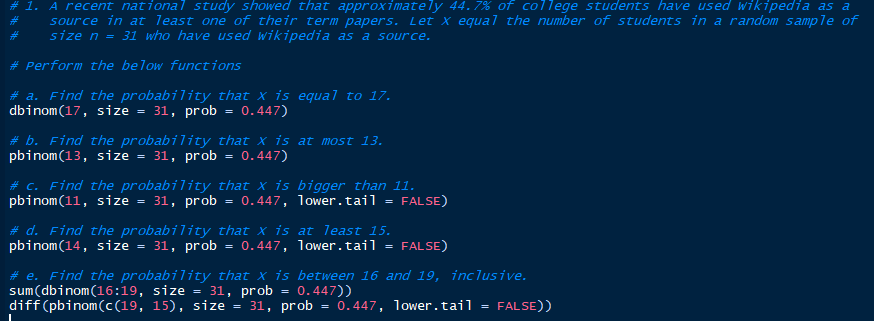 # 1. A recent national study showed that approximately 44.7% of college students have used Wikipedia as a
#    source in at least one of their term papers. Let X equal the number of students in a random sample of
#    size n = 31 who have used Wikipedia as a source.
# Perform the below functions
# a. Find the probability that X is equal to 17.
dbinom(17, size = 31, prob = 0.447)
# b. Find the probability that X is at most 13.
pbinom(13, size = 31, prob = 0.447)
# c. Find the probability that X is bigger than 11.
pbinom(11, size = 31, prob = 0.447, lower.tail = FALSE)
# d. Find the probability that X is at least 15.
pbinom(14, size = 31, prob = 0.447, lower.tail = FALSE)
# e. Find the probability that X is between 16 and 19, inclusive.
sum(dbinom(16:19, size = 31, prob = 0.447))
diff(pbinom(c(19, 15), size = 31, prob = 0.447, lower.tail = FALSE))